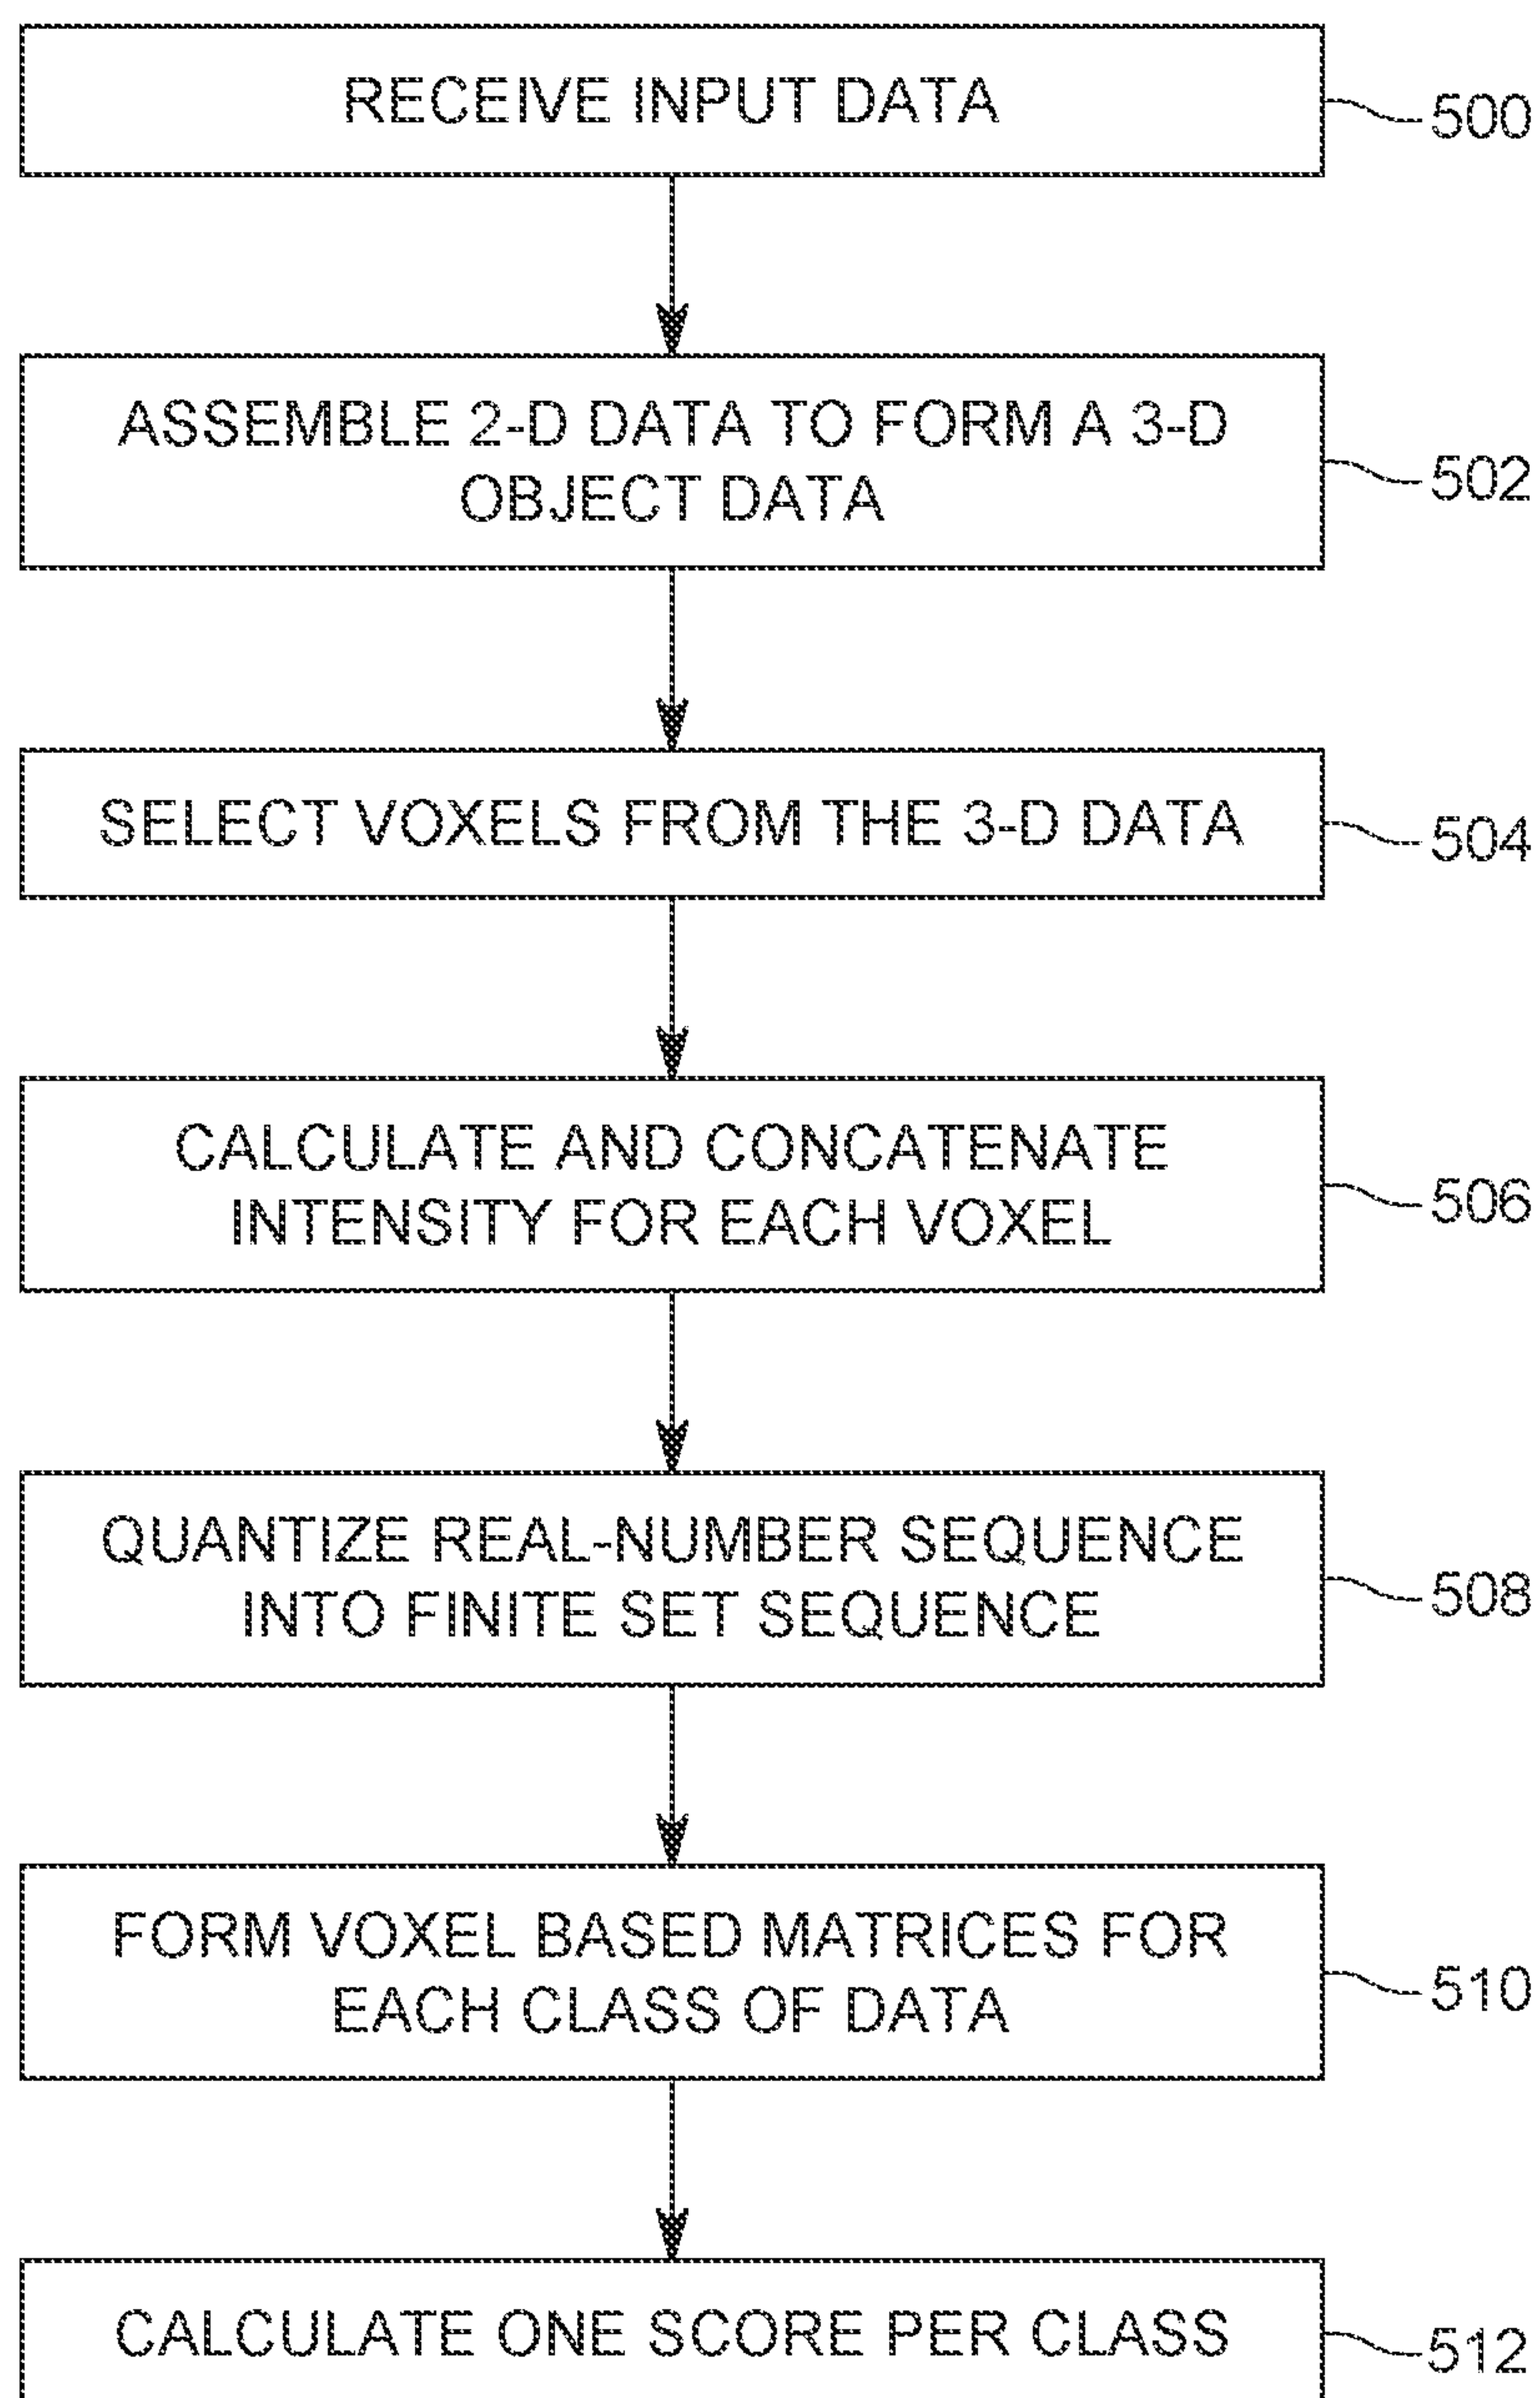 RECEIVE INPUT DATA
500
ASSEMBLE 2-D DATA TO FORM A 3-D
OBJECT DATA
502
SELECT VOXELS FROM THE 3-D DATA
504
CALCULATE AND CONCATENATE
INTENSITY FOR EACH VOXEL
506
QUANTIZE REAL-NUMBER SEQUENCE
INTO FINITE SET SEQUENCE
508
FORM VOXEL BASED MATRICES FOR
EACH CLASS OF DATA
510
CALCULATE ONE SCORE PER CLASS
512